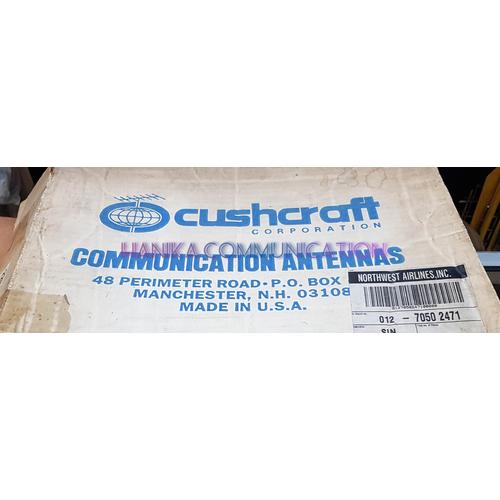 cushcraft
CORPORATION
HANIKA COMMUNICATION
COMMUNICATION ANTENNAS
48 PERIMETER ROAD • P.O. BOX
MANCHESTER, N.H. 03108
MADE IN U.S.A.
NORTHWEST AIRLINES, INC.
012 - 7050 2471
SIN